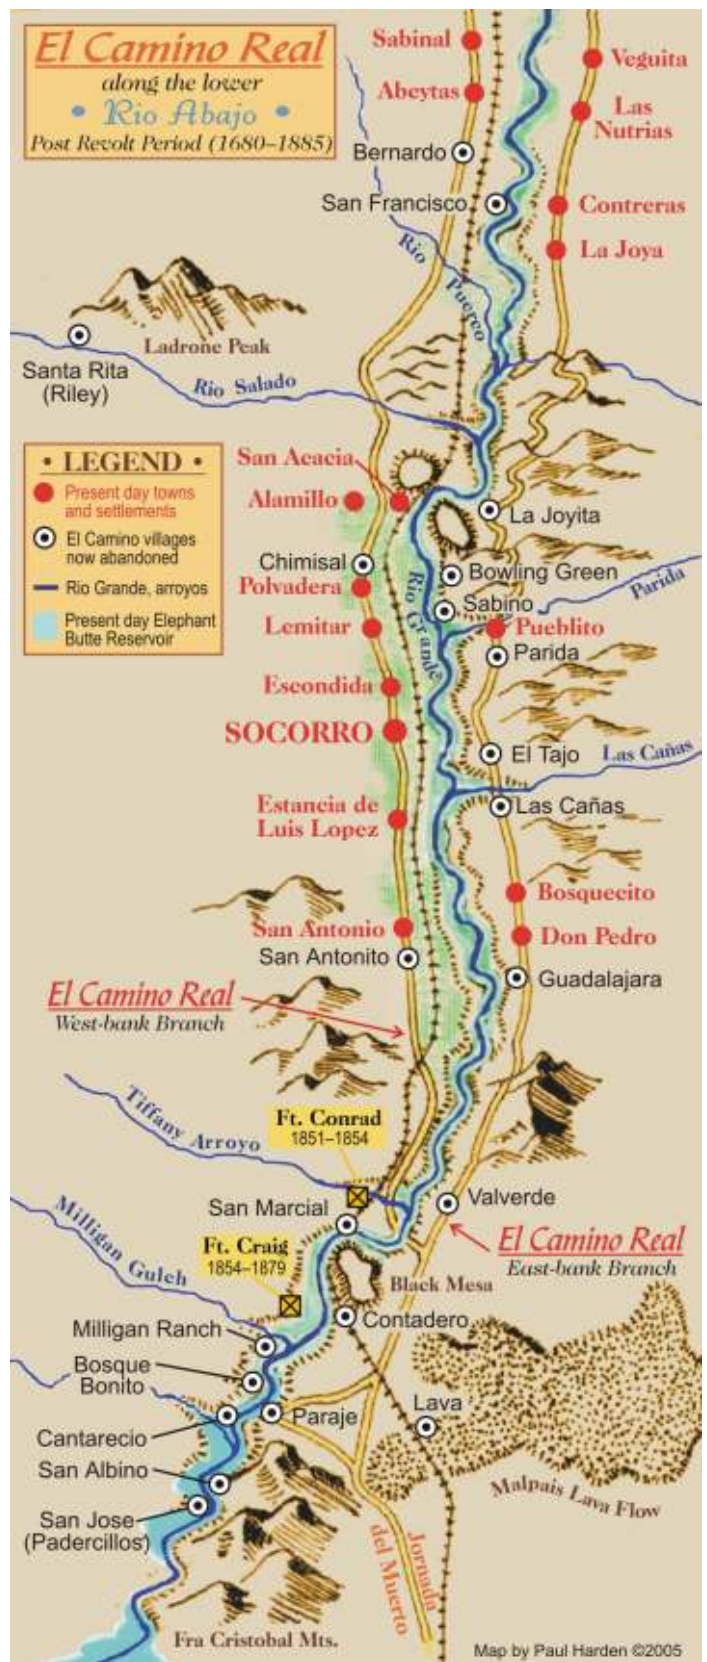 El Camino Real
along the lower
• Rio Abajo •
Post Revolt Period (1680–1885)
Sabinal
Veguita
Abeytas
Las
Nutrias
Bernardo
San Francisco
Contreras
Rio
Puerco
La Joya
Ladrone Peak
Santa Rita
(Riley)
Rio Salado
• LEGEND •
Present day towns
and settlements
El Camino villages
now abandoned
Rio Grande, arroyos
Present day Elephant
Butte Reservoir
San Acacia
Alamillo
La Joyita
Chimisal
Polvadera
Bowling Green
Rio Grande
Sabino
Parida
Lemitar
Pueblito
Parida
Escondida
SOCORRO
El Tajo
Las Cañas
Estancia de
Luis Lopez
Las Cañas
Bosquecito
San Antonio
Don Pedro
San Antonito
Guadalajara
El Camino Real
West-bank Branch
Tiffany Arroyo
Ft. Conrad
1851–1854
San Marcial
Valverde
Milligan Gulch
Ft. Craig
1854–1879
El Camino Real
East-bank Branch
Black Mesa
Contadero
Milligan Ranch
Bosque
Bonito
Paraje
Lava
Cantarecio
San Albino
Malpais Lava Flow
San Jose
(Padercillos)
Jornada
del Muerto
Fra Cristobal Mts.
Map by Paul Harden ©2005